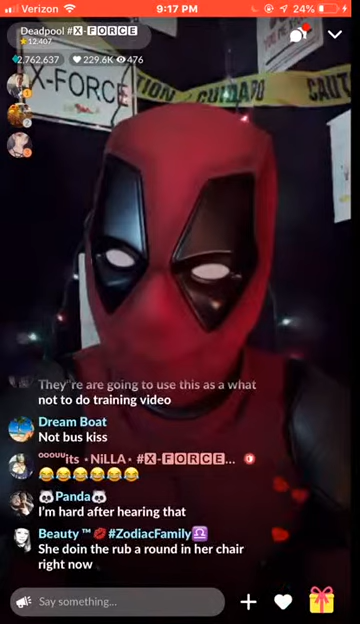 Verizon 9:17 PM 24%
Deadpool #🅇-🄵🄾🅁🄲🄴
12,407
2,762,637 229.6K 476
X-FORCE
TION CUIDADO CAUT
They're are going to use this as a what
not to do training video
Dream Boat
Not bus kiss
ººoººᵘᵘits •NiLLA• #🅇-🄵🄾🅁🄲🄴...
😂😂😂😂😂😂
🐼Panda🐼
I'm hard after hearing that
Beauty ™ 💋 #ZodiacFamily♎
She doin the rub a round in her chair
right now
Say something...